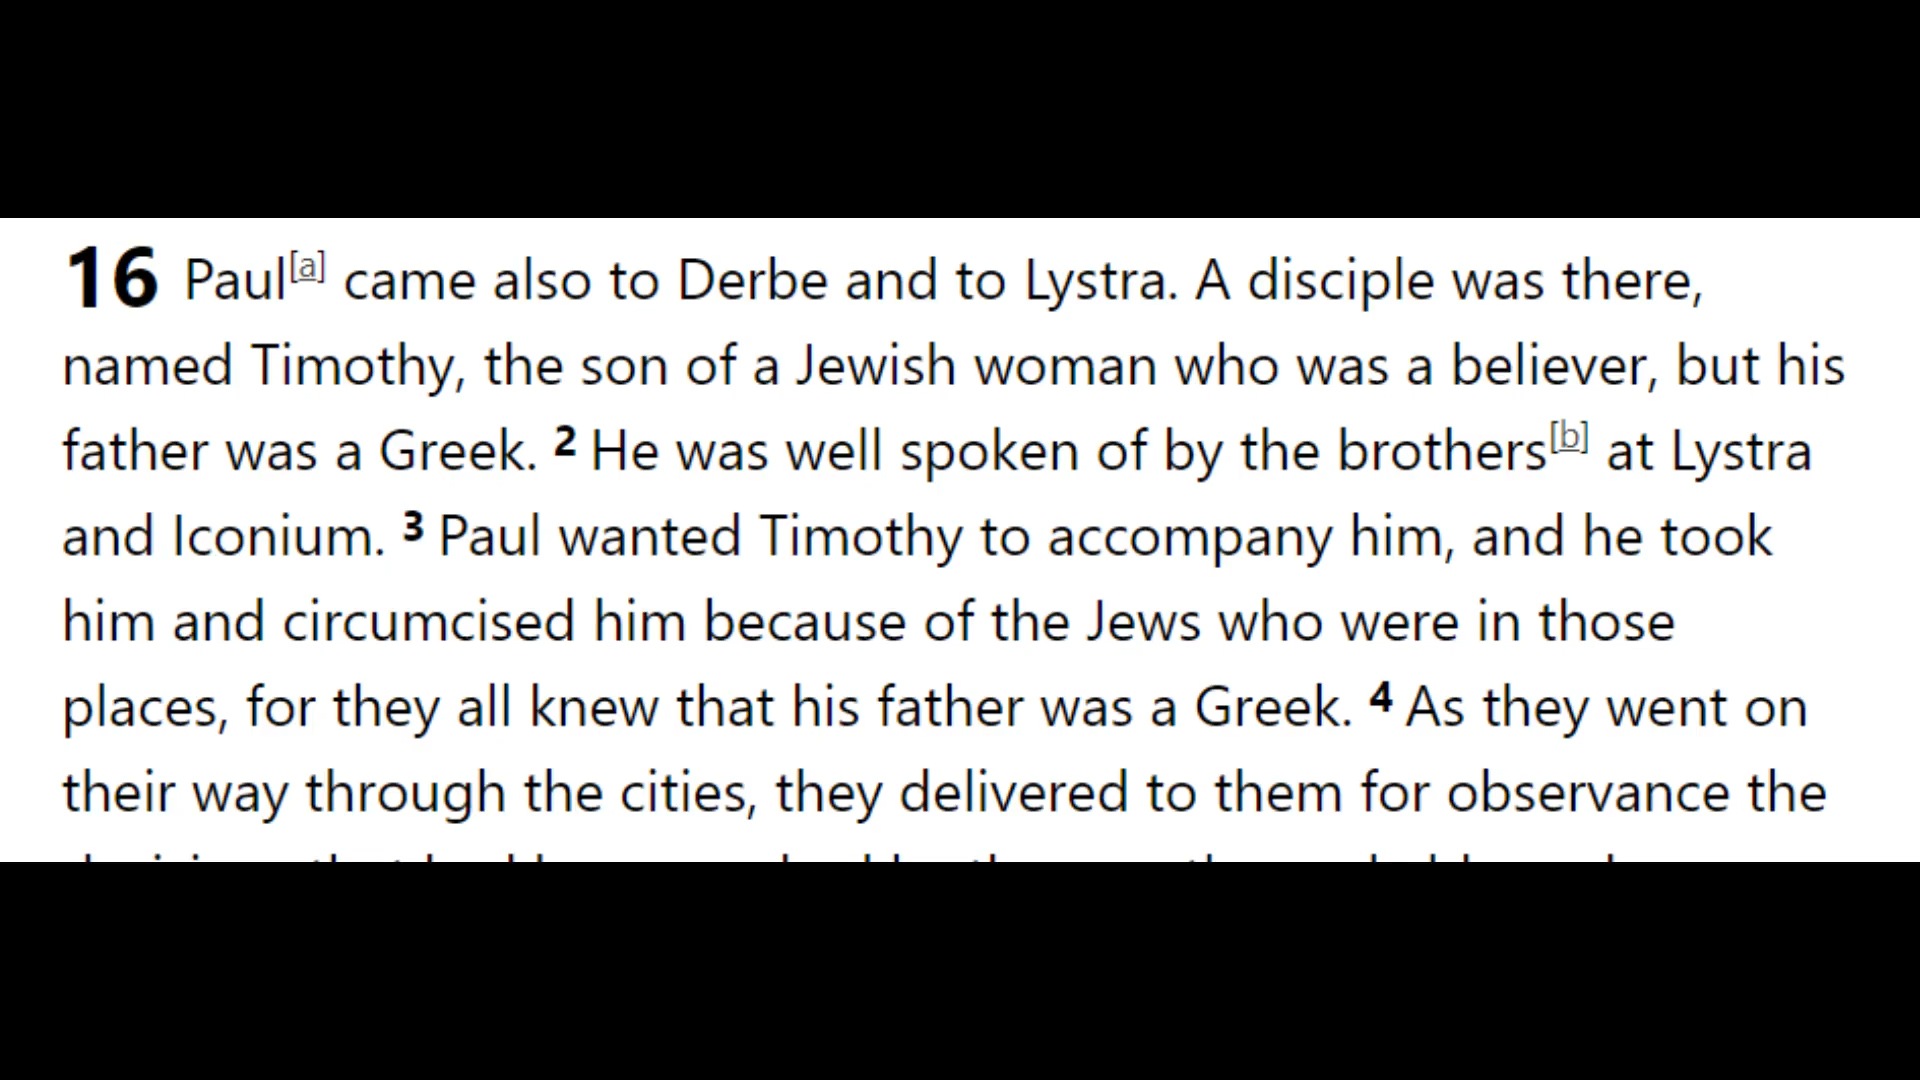 16 Paul[a] came also to Derbe and to Lystra. A disciple was there,
named Timothy, the son of a Jewish woman who was a believer, but his
father was a Greek. 2 He was well spoken of by the brothers[b] at Lystra
and Iconium. 3 Paul wanted Timothy to accompany him, and he took
him and circumcised him because of the Jews who were in those
places, for they all knew that his father was a Greek. 4 As they went on
their way through the cities, they delivered to them for observance the